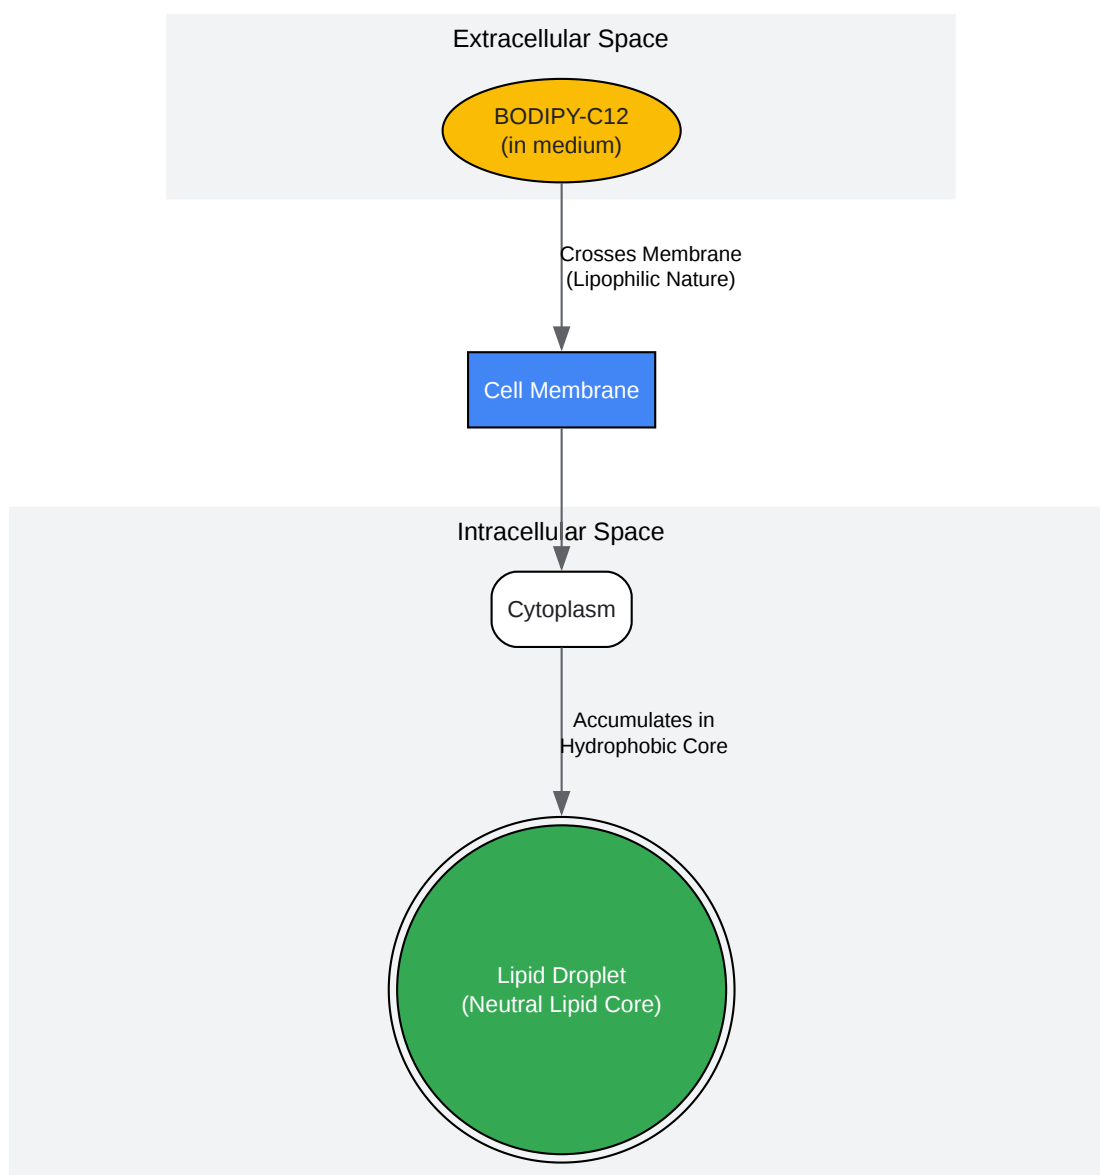 Extracellular Space
BODIPY-C12
(in medium)
Crosses Membrane
(Lipophilic Nature)
Cell Membrane
Intracellular Space
Cytoplasm
Accumulates in
Hydrophobic Core
Lipid Droplet
(Neutral Lipid Core)